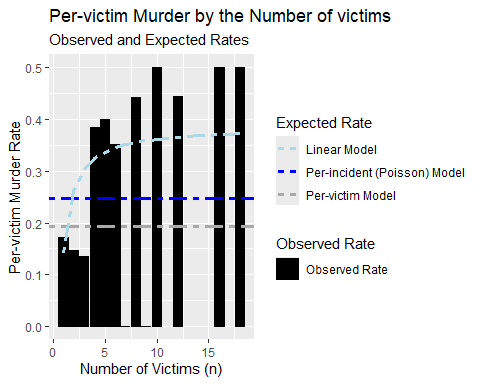 Per-victim Murder by the Number of victims
Observed and Expected Rates
Per-victim Murder Rate
0.5
0.4
0.3
0.2
0.1
0.0
0
5
10
15
Number of Victims (n)
Expected Rate
Linear Model
Per-incident (Poisson) Model
Per-victim Model
Observed Rate
Observed Rate